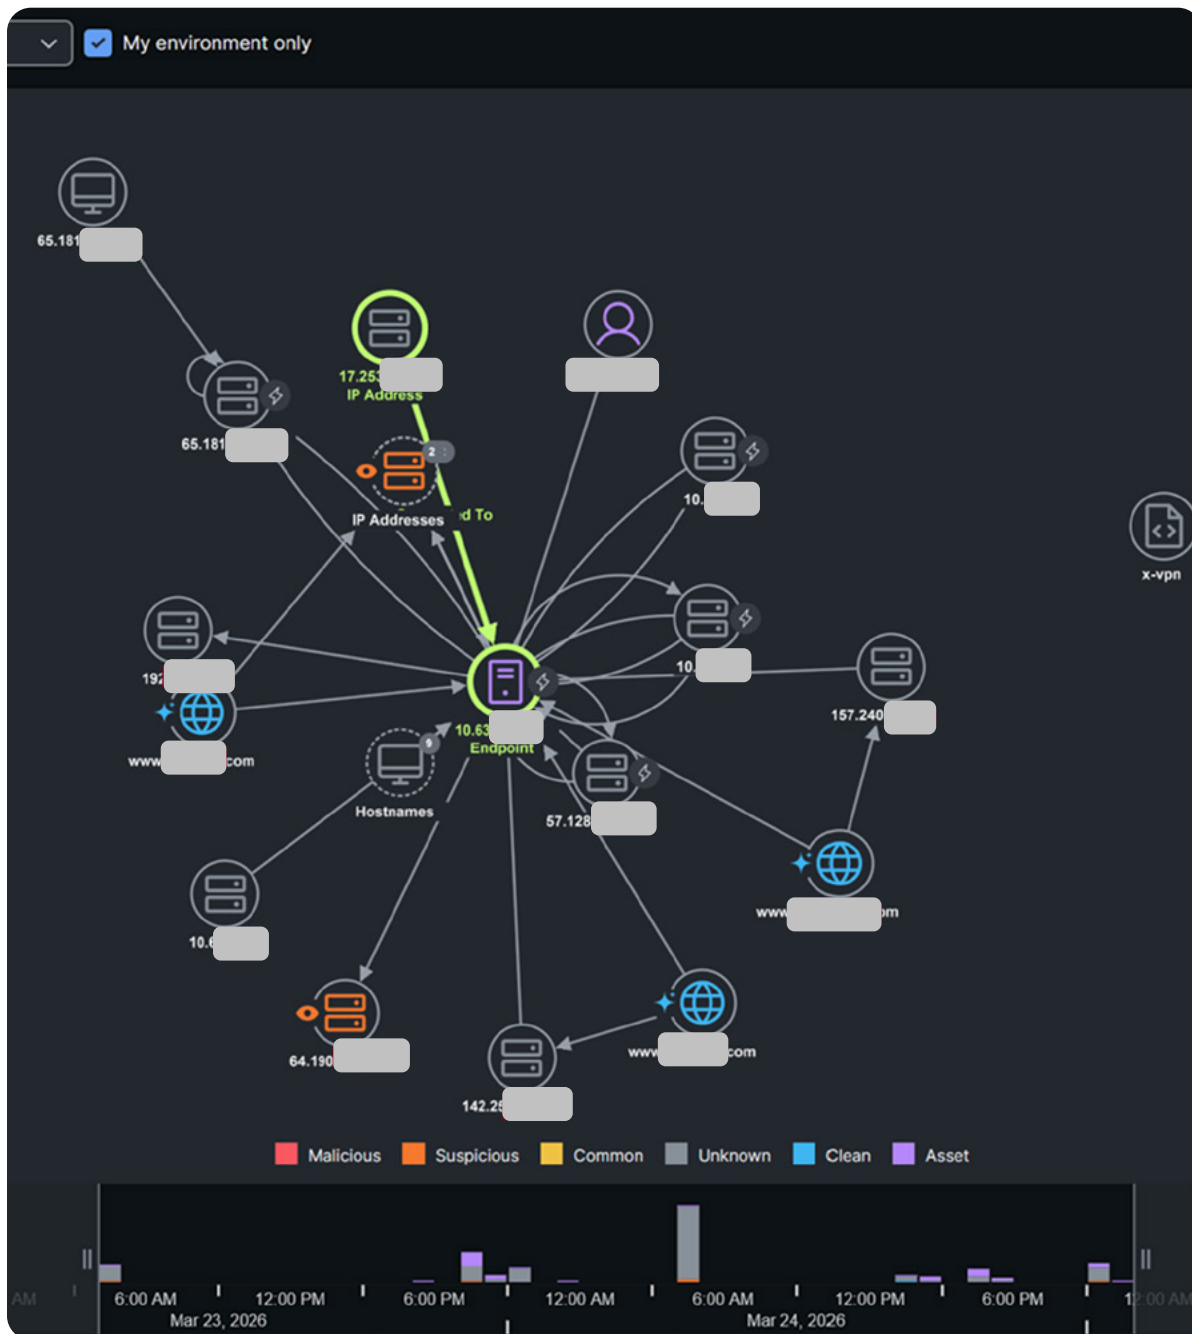 My environment only
65.181
17.253
IP Address
65.181
2
10.
IP Addresses
d To
x-vpn
192
10.
157.240
www
com
10.63
Endpoint
9
Hostnames
57.128
www
om
10.6
64.190
www
com
142.25
Malicious
Suspicious
Common
Unknown
Clean
Asset
AM
6:00 AM
12:00 PM
6:00 PM
12:00 AM
6:00 AM
12:00 PM
6:00 PM
12:00 AM
Mar 23, 2026
Mar 24, 2026